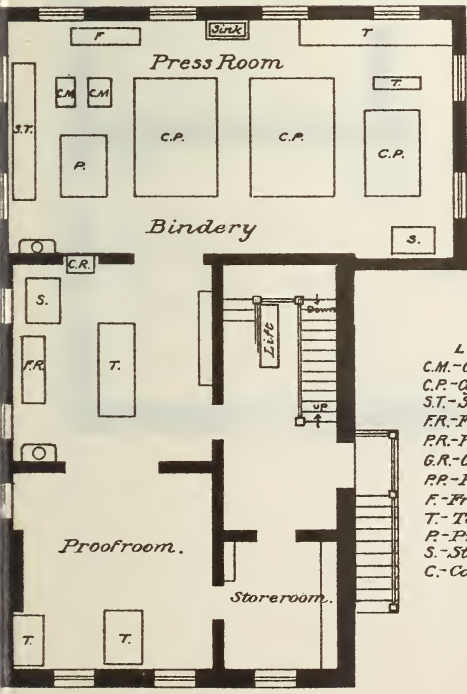 F
Sink
T
Press Room
C.M.
C.M.
T.
S.T.
P.
C.P.
C.P.
C.P.
Bindery
S.
C.R.
S.
Down
Lift
F.R.
T.
UP
L
C.M.-
C.P.-
S.T.-S
F.R.-F
P.R.-F
G.R.-
P.P.-
F.-Fr
T.-T
P.-P
S.-St
C.-Co
Proofroom.
Storeroom.
T.
T.